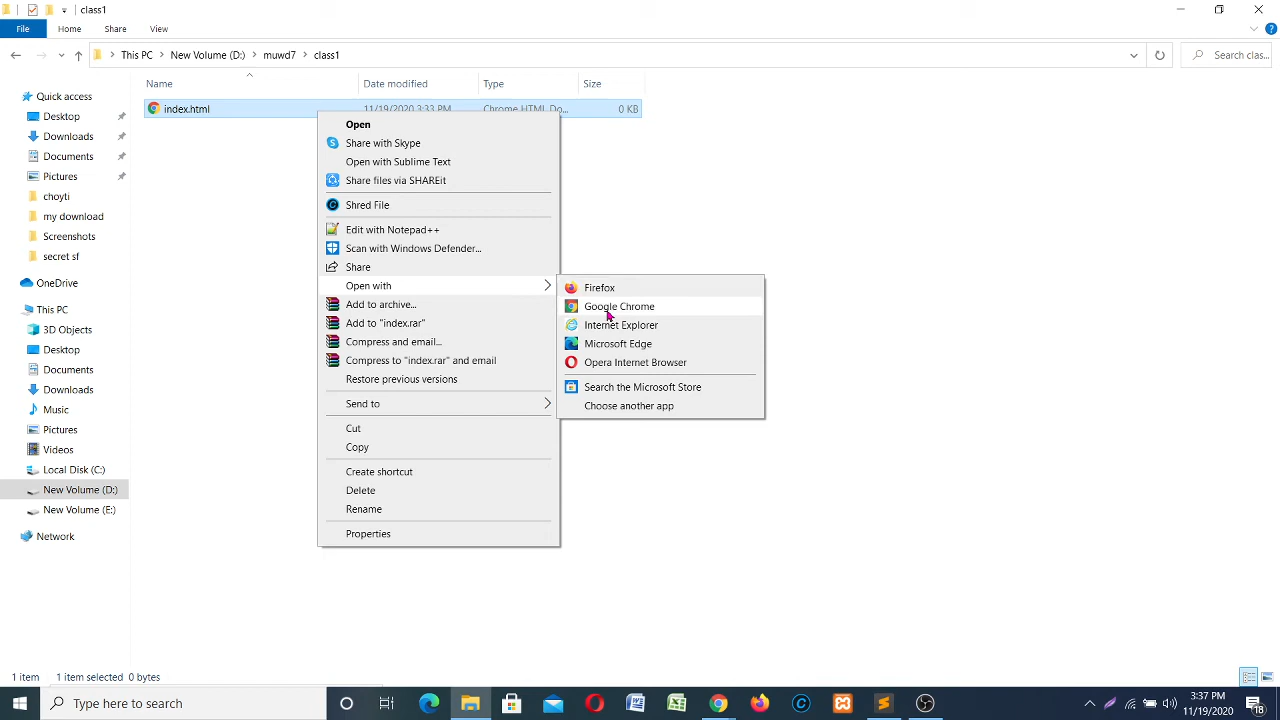 class1
File Home Share View
This PC New Volume (D:) muwd7 class1
Search clas...
Name Date modified Type Size
index.html 11/19/2020 3:33 PM Chrome HTML Do... 0 KB
Quick access
Desktop
Downloads
Documents
Pictures
choyti
my download
Screenshots
secret sf
OneDrive
This PC
3D Objects
Desktop
Documents
Downloads
Music
Pictures
Videos
Local Disk (C:)
New Volume (D:)
New Volume (E:)
Network
Open
Share with Skype
Open with Sublime Text
Share files via SHAREit
Shred File
Edit with Notepad++
Scan with Windows Defender...
Share
Open with
Add to archive...
Add to "index.rar"
Compress and email...
Compress to "index.rar" and email
Restore previous versions
Send to
Cut
Copy
Create shortcut
Delete
Rename
Properties
Firefox
Google Chrome
Internet Explorer
Microsoft Edge
Opera Internet Browser
Search the Microsoft Store
Choose another app
1 item 1 item selected 0 bytes
Type here to search
3:37 PM
11/19/2020
18